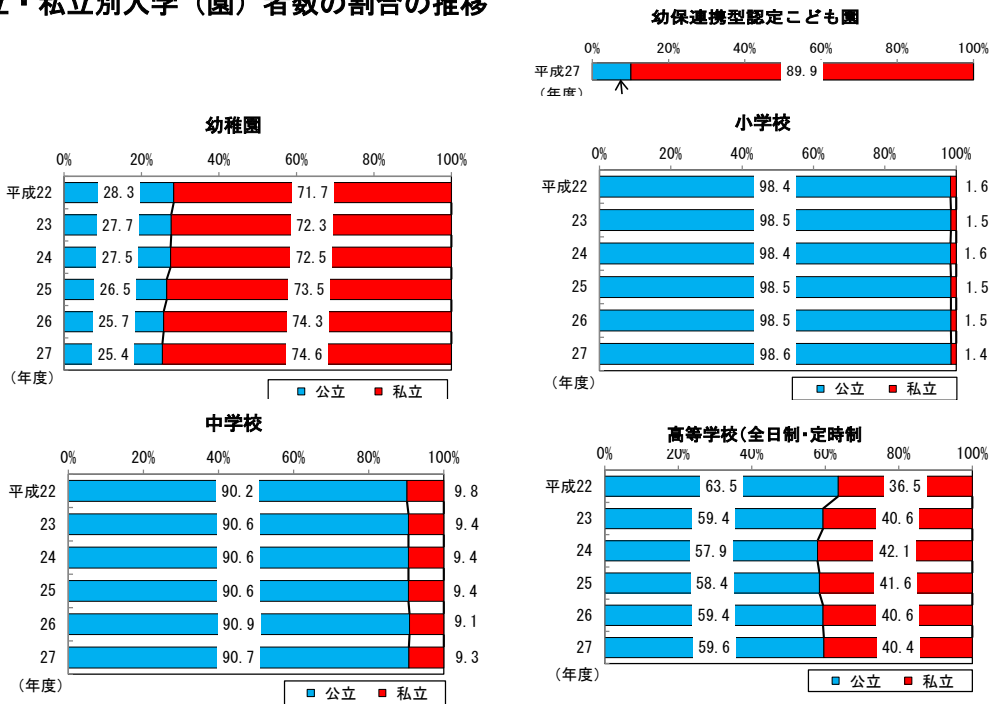 立・私立別入学（園）者数の割合の推移
幼保連携型認定こども園
0% 20% 40% 60% 80% 100%
平成27 89.9
（年度）
幼稚園
0% 20% 40% 60% 80% 100%
平成22 28.3 71.7
23 27.7 72.3
24 27.5 72.5
25 26.5 73.5
26 25.7 74.3
27 25.4 74.6
（年度）
公立 私立
小学校
0% 20% 40% 60% 80% 100%
平成22 98.4 1.6
23 98.5 1.5
24 98.4 1.6
25 98.5 1.5
26 98.5 1.5
27 98.6 1.4
（年度）
公立 私立
中学校
0% 20% 40% 60% 80% 100%
平成22 90.2 9.8
23 90.6 9.4
24 90.6 9.4
25 90.6 9.4
26 90.9 9.1
27 90.7 9.3
（年度）
公立 私立
高等学校(全日制・定時制
0% 20% 40% 60% 80% 100%
平成22 63.5 36.5
23 59.4 40.6
24 57.9 42.1
25 58.4 41.6
26 59.4 40.6
27 59.6 40.4
（年度）
公立 私立